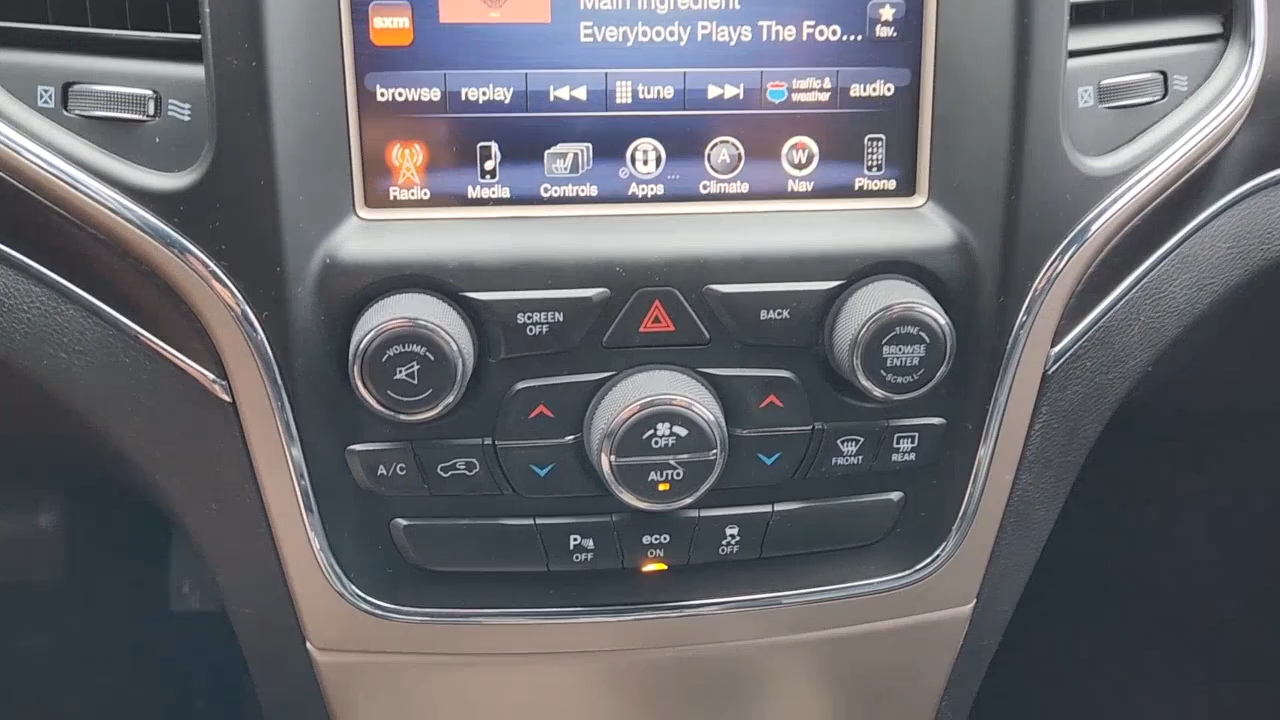 Main Ingredient
sxm
Everybody Plays The Foo...
fav.
browse
replay
tune
traffic &
weather
audio
Radio
Media
Controls
Apps
...
A
Climate
W
Nav
Phone
SCREEN
OFF
BACK
VOLUME
TUNE
BROWSE
ENTER
SCROLL
OFF
AUTO
A/C
FRONT
REAR
P
OFF
eco
ON
OFF